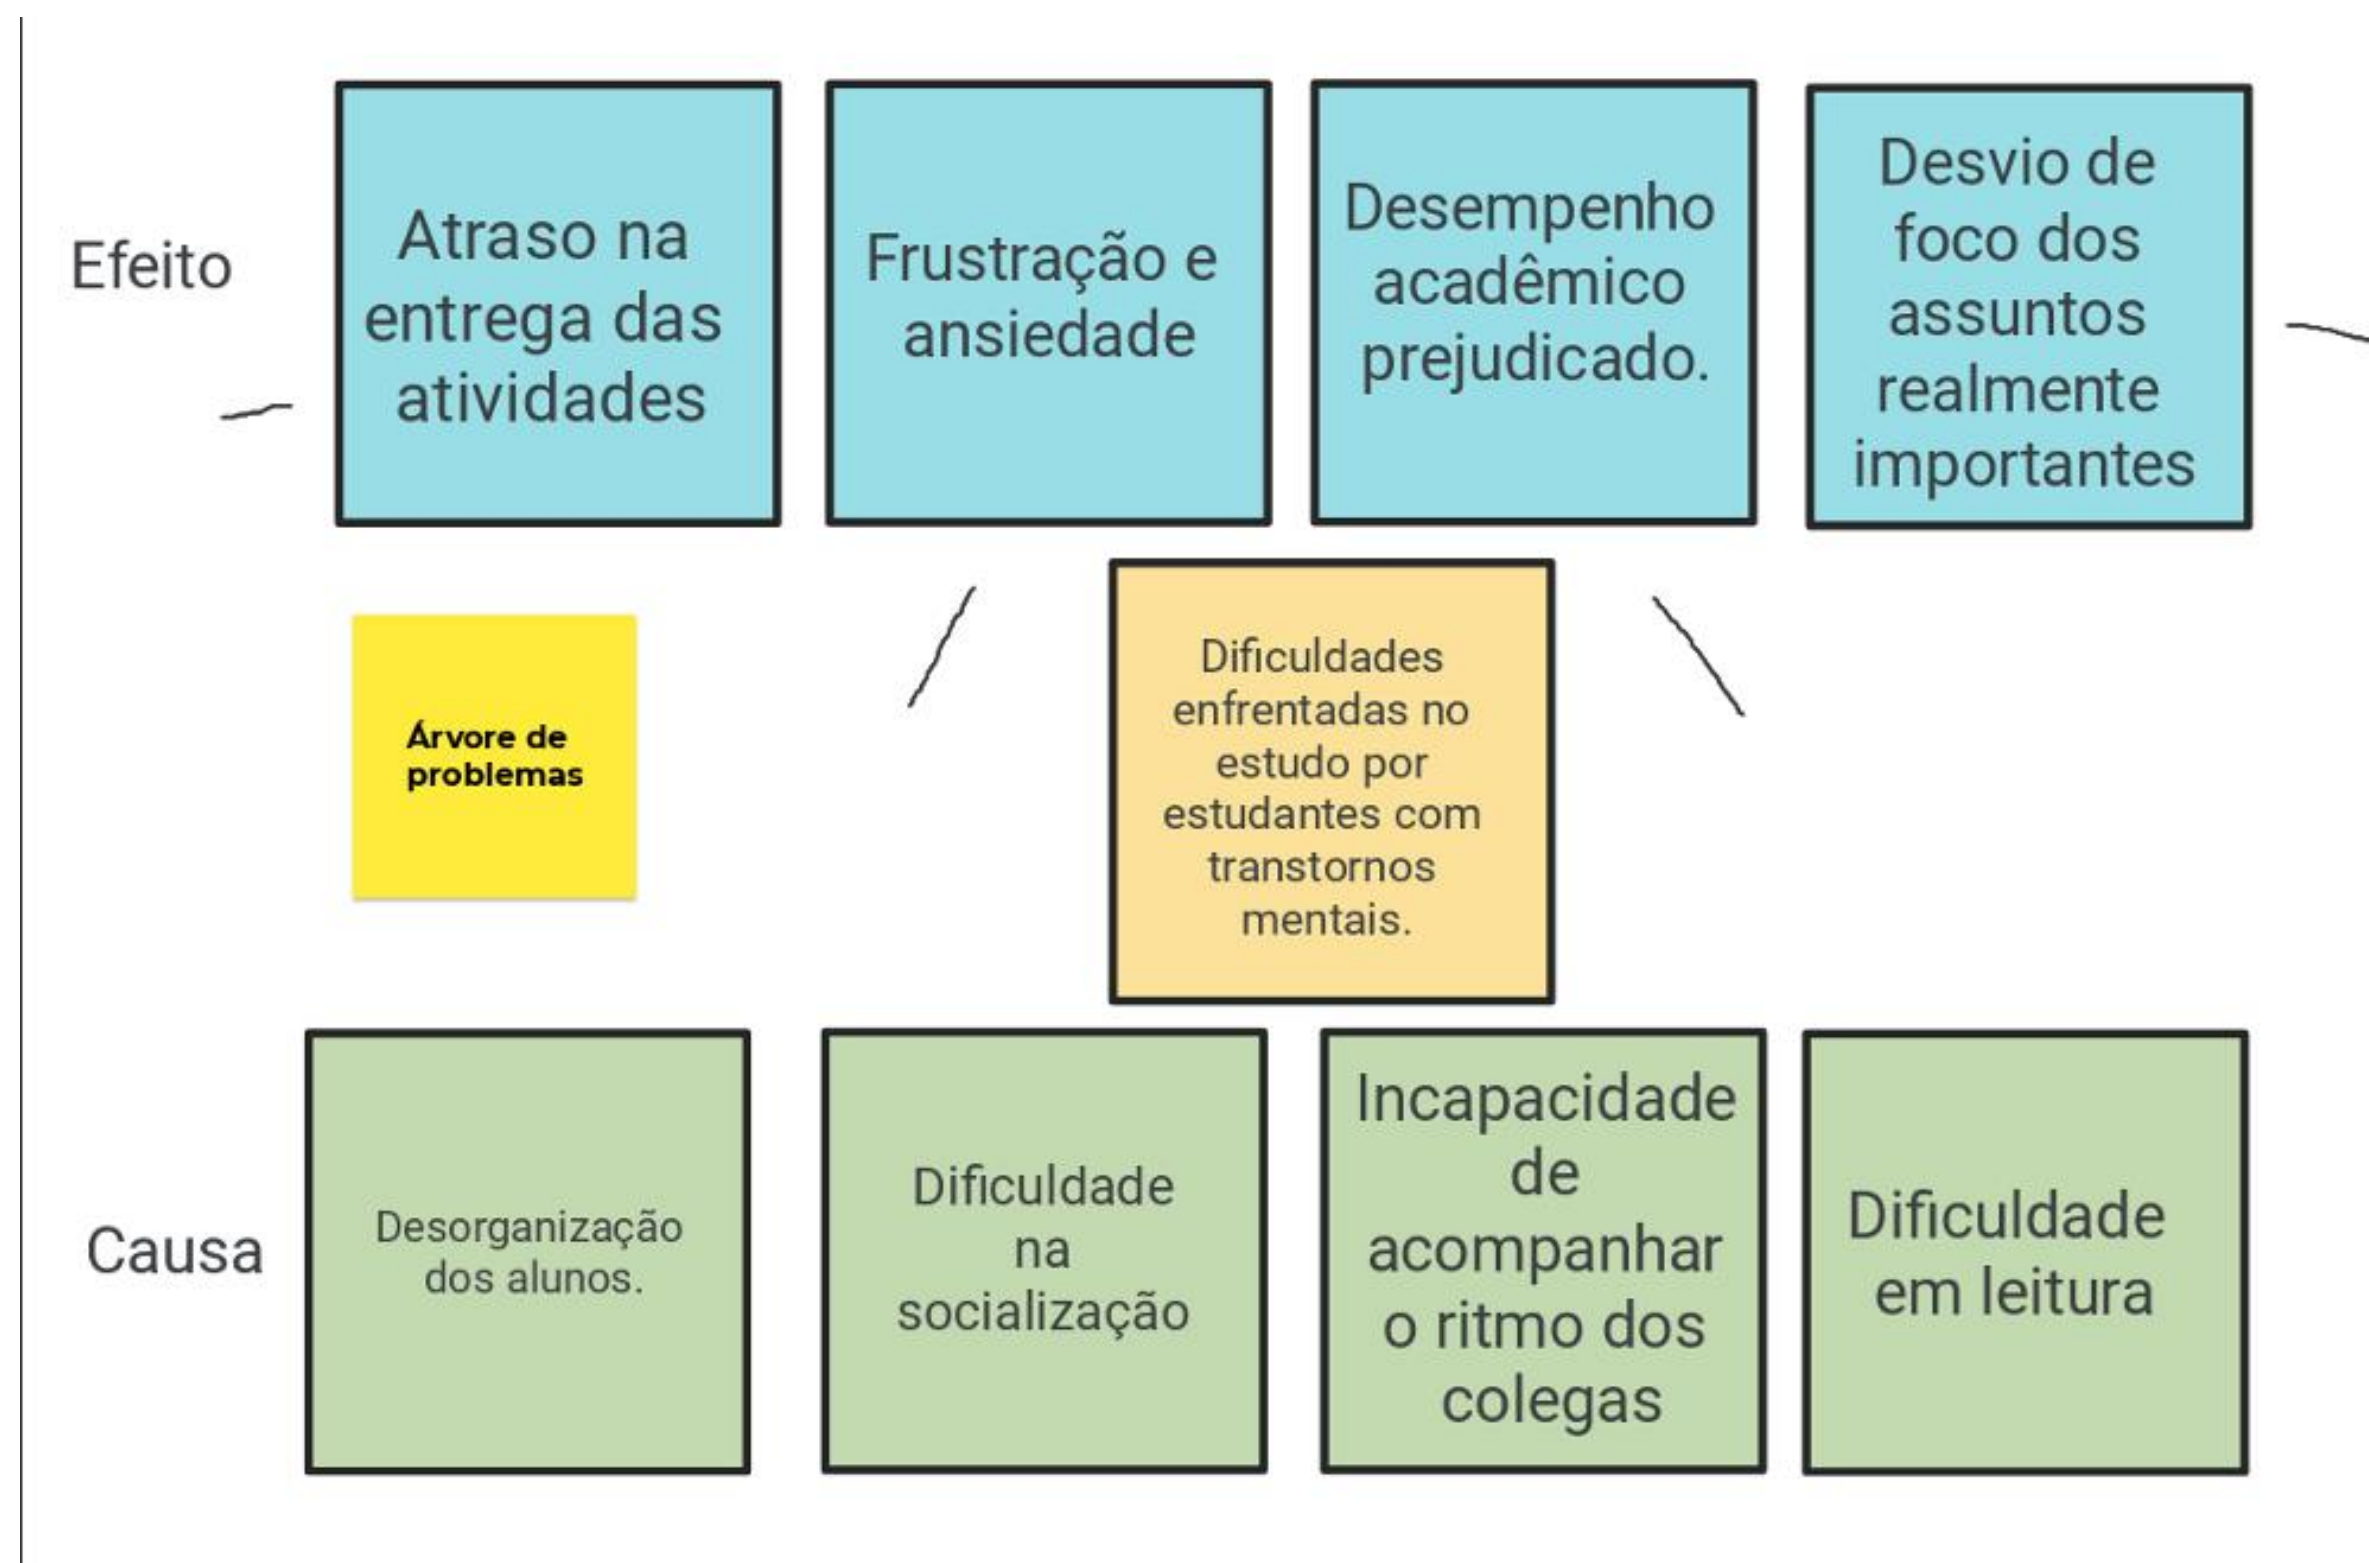 Efeito
Atraso na
entrega das
atividades
Frustração e
ansiedade
Desempenho
acadêmico
prejudicado.
Desvio de
foco dos
assuntos
realmente
importantes
Árvore de
problemas
Dificuldades
enfrentadas no
estudo por
estudantes com
transtornos
mentais.
Causa
Desorganização
dos alunos.
Dificuldade
na
socialização
Incapacidade
de
acompanhar
o ritmo dos
colegas
Dificuldade
em leitura